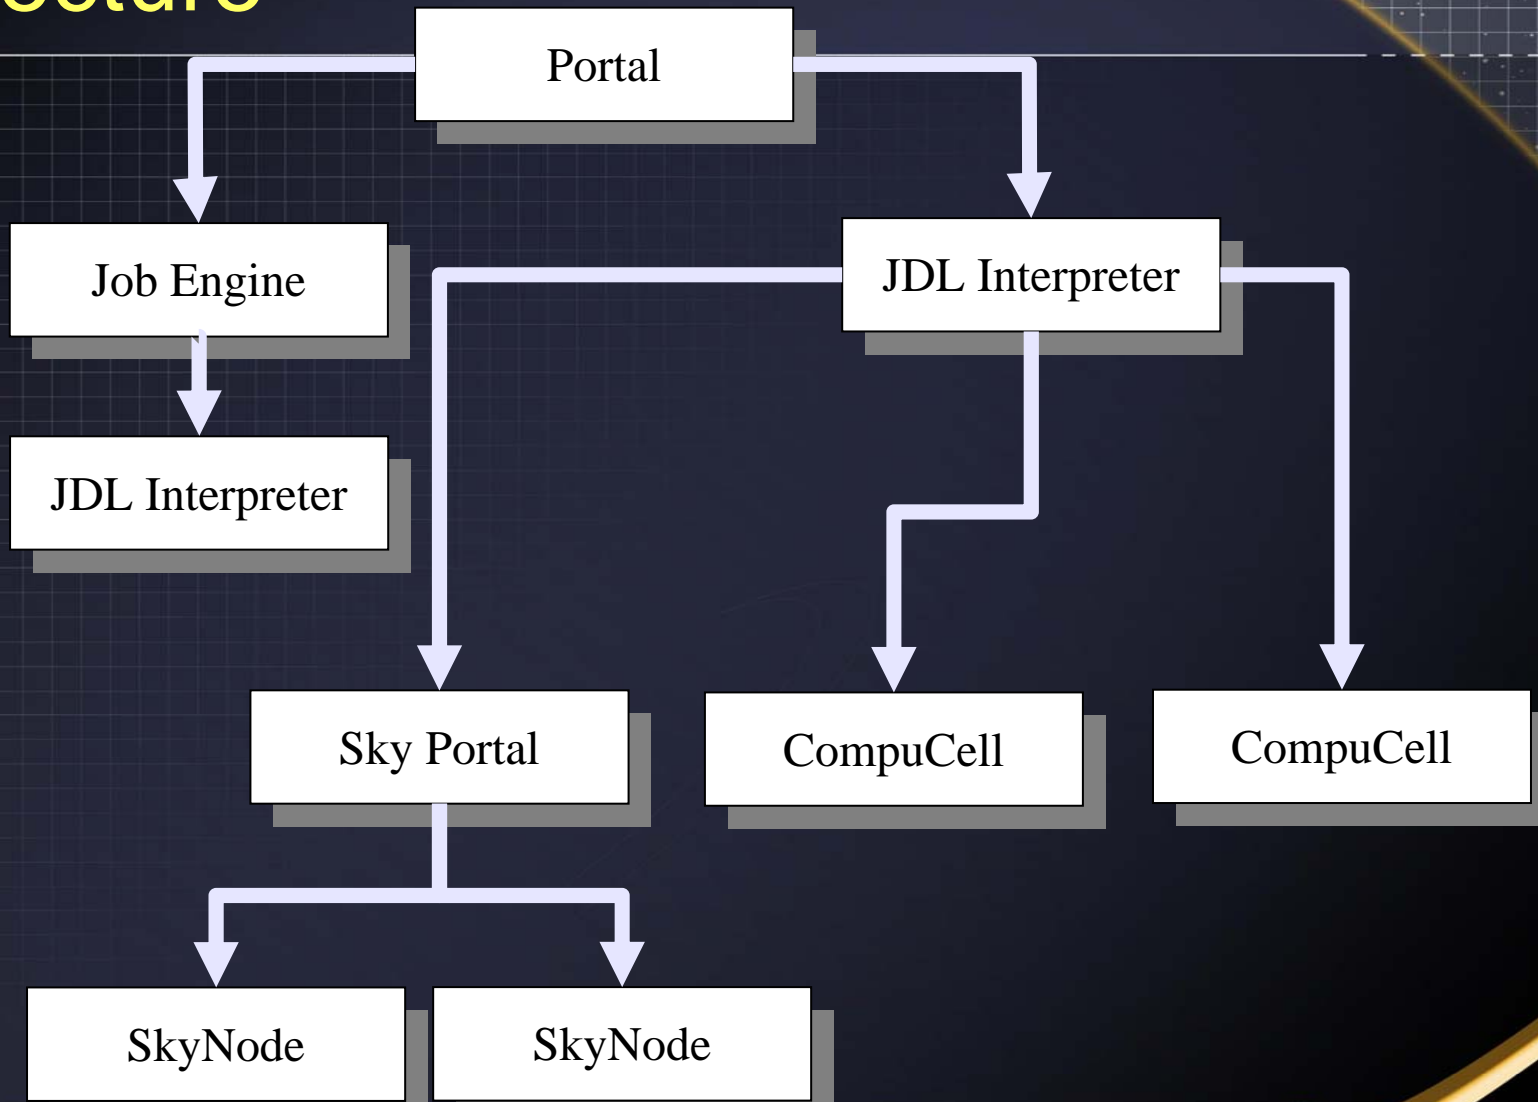 Portal
Job Engine
JDL Interpreter
JDL Interpreter
Sky Portal
CompuCell
CompuCell
SkyNode
SkyNode